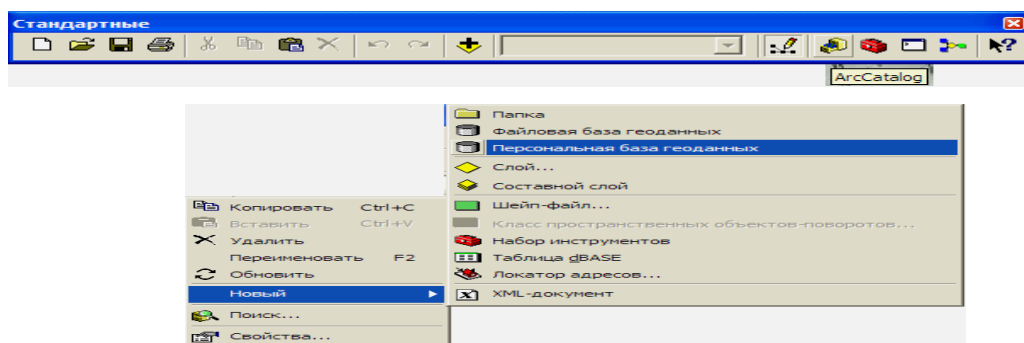 Стандартные
ArcCatalog
Папка
Файловая база геоданных
Персональная база геоданных
Слой...
Составной слой
Шейп-файл...
Класс пространственных объектов-поворотов...
Набор инструментов
Таблица dBASE
Локатор адресов...
XML-документ
Копировать Ctrl+C
Вставить Ctrl+V
Удалить
Переименовать F2
Обновить
Новый
Поиск...
Свойства...